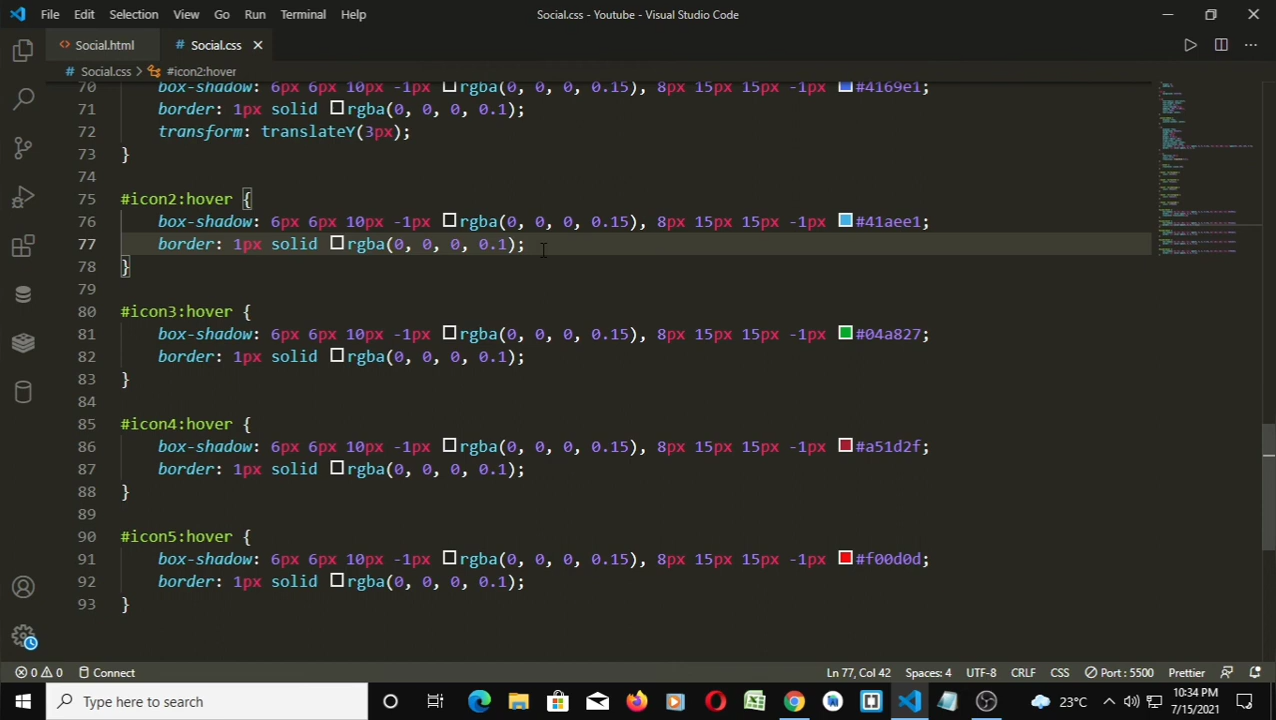 File Edit Selection View Go Run Terminal Help
Social.css - Youtube - Visual Studio Code
Social.html
# Social.css
# Social.css > #icon2:hover
70 box-shadow: 6px 6px 10px -1px rgba(0, 0, 0, 0.15), 8px 15px 15px -1px #4169e1;
71 border: 1px solid rgba(0, 0, 0, 0.1);
72 transform: translateY(3px);
73 }
74
75 #icon2:hover {
76 box-shadow: 6px 6px 10px -1px rgba(0, 0, 0, 0.15), 8px 15px 15px -1px #41aee1;
77 border: 1px solid rgba(0, 0, 0, 0.1);
78 }
79
80 #icon3:hover {
81 box-shadow: 6px 6px 10px -1px rgba(0, 0, 0, 0.15), 8px 15px 15px -1px #04a827;
82 border: 1px solid rgba(0, 0, 0, 0.1);
83 }
84
85 #icon4:hover {
86 box-shadow: 6px 6px 10px -1px rgba(0, 0, 0, 0.15), 8px 15px 15px -1px #a51d2f;
87 border: 1px solid rgba(0, 0, 0, 0.1);
88 }
89
90 #icon5:hover {
91 box-shadow: 6px 6px 10px -1px rgba(0, 0, 0, 0.15), 8px 15px 15px -1px #f00d0d;
92 border: 1px solid rgba(0, 0, 0, 0.1);
93 }
0 0 Connect
Ln 77, Col 42 Spaces: 4 UTF-8 CRLF CSS Port : 5500 Prettier
Type here to search
23°C
10:34 PM
7/15/2021